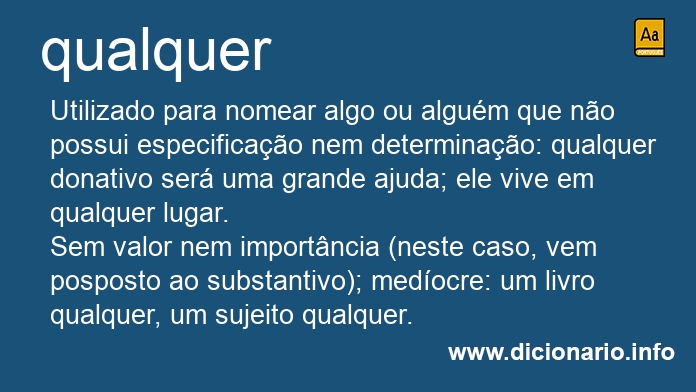 qualquer
Aa
Utilizado para nomear algo ou alguém que não
possui especificação nem determinação: qualquer
donativo será uma grande ajuda; ele vive em
qualquer lugar.
Sem valor nem importância (neste caso, vem
posposto ao substantivo); medíocre: um livro
qualquer, um sujeito qualquer.
www.dicionario.info